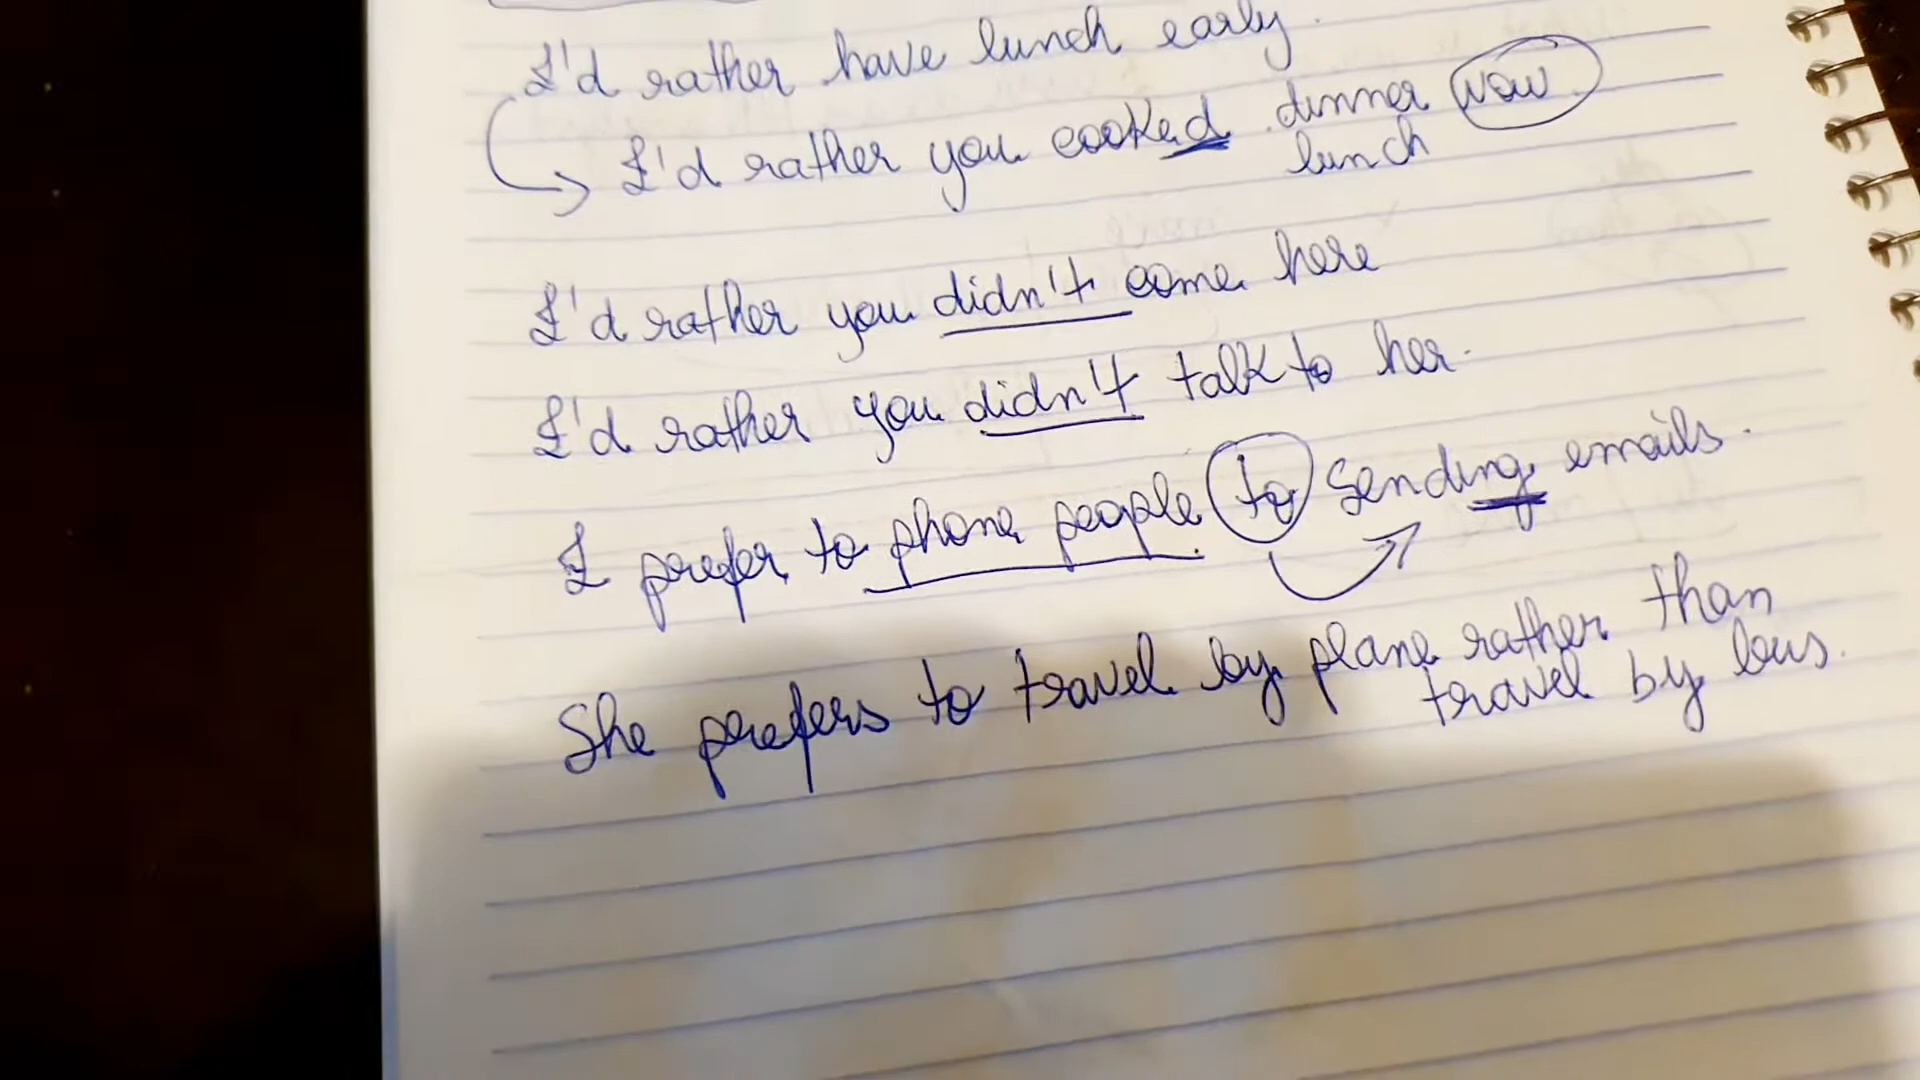 I'd rather have lunch early.
I'd rather you cooked dinner now
lunch
I'd rather you didn't come here
I'd rather you didn't talk to her.
I prefer to phone people to sending emails.
She prefers to travel by plane rather than
travel by bus.